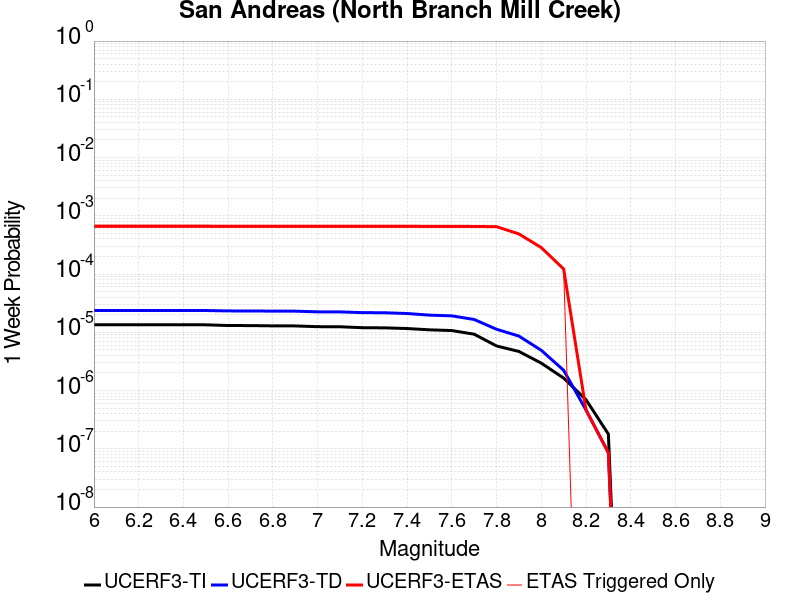 San Andreas (North Branch Mill Creek)
10^0
10^-1
10^-2
10^-3
10^-4
10^-5
10^-6
10^-7
10^-8
1 Week Probability
6 6.2 6.4 6.6 6.8 7 7.2 7.4 7.6 7.8 8 8.2 8.4 8.6 8.8 9
Magnitude
UCERF3-TI UCERF3-TD UCERF3-ETAS ETAS Triggered Only